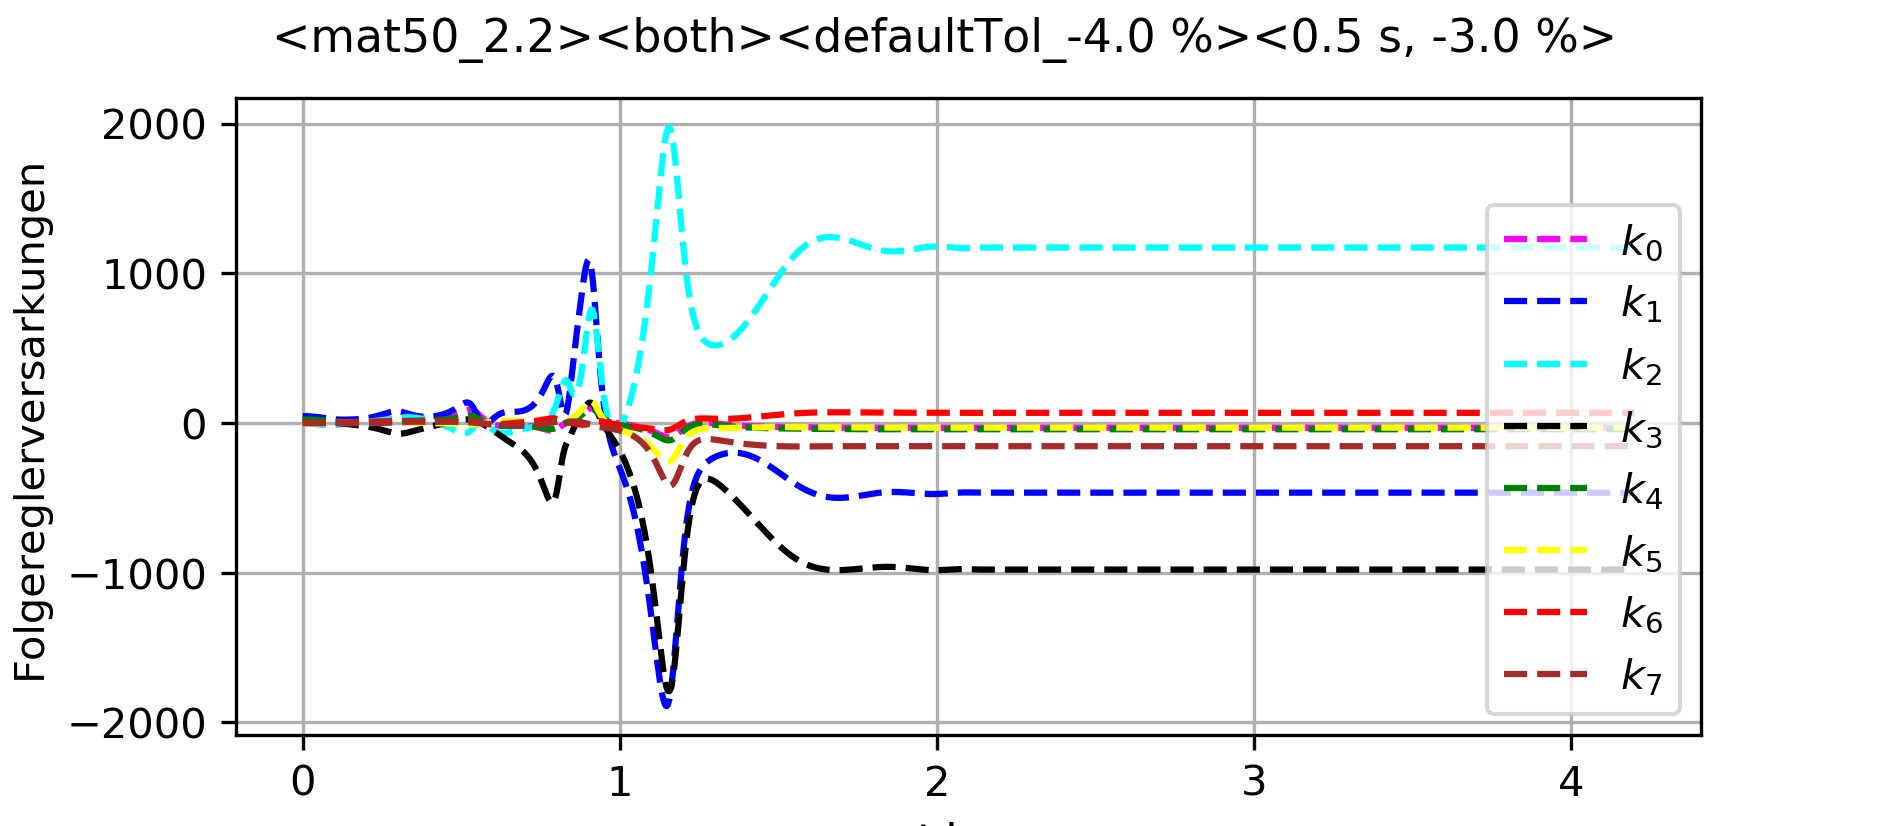 <mat50_2.2><both><defaultTol_-4.0 %><0.5 s, -3.0 %>
Folgereglerversarkungen
2000
1000
0
−1000
−2000
0 1 2 3 4
k0
k1
k2
k3
k4
k5
k6
k7